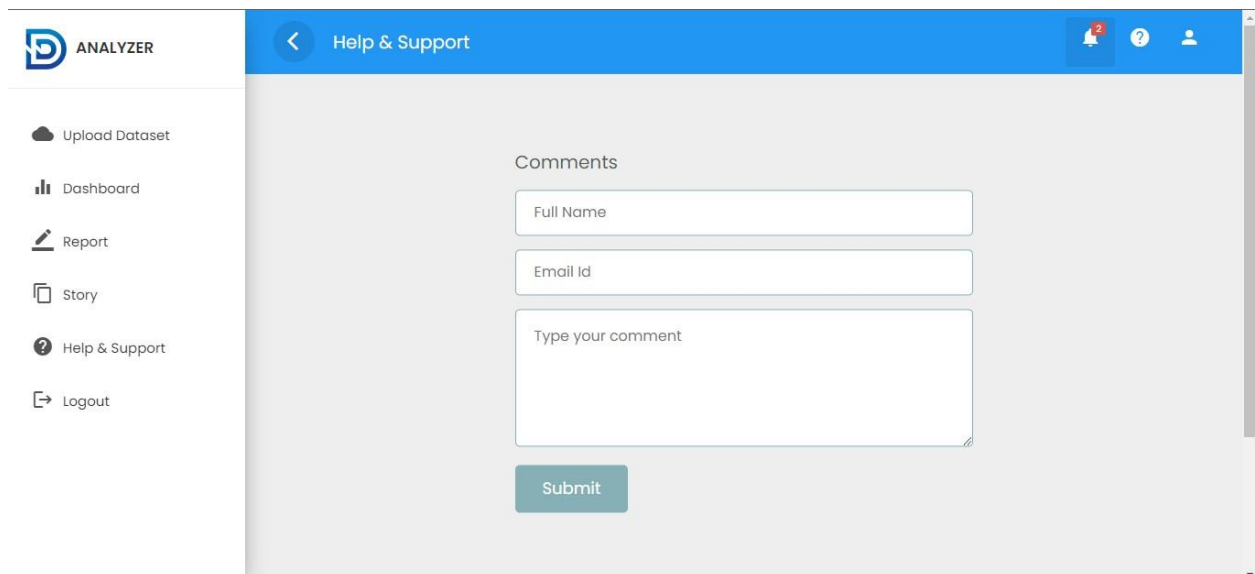 ANALYZER
Upload Dataset
Dashboard
Report
Story
Help & Support
Logout
Help & Support
2
Comments
Full Name
Email Id
Type your comment
Submit